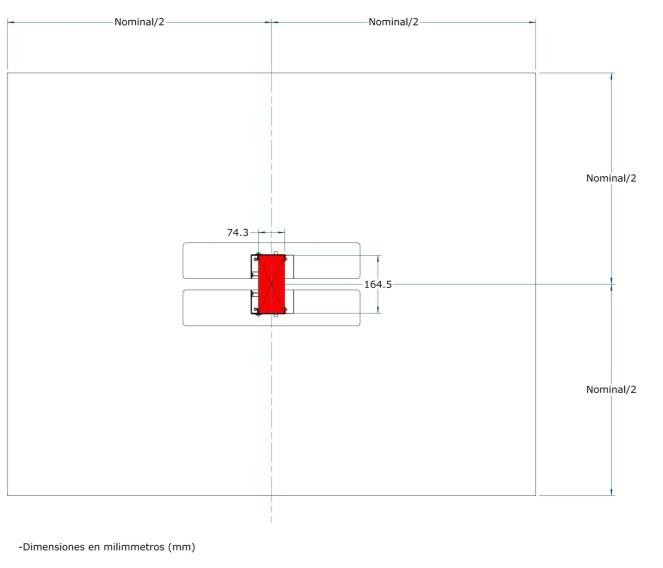 Nominal/2
Nominal/2
Nominal/2
74.3
164.5
Nominal/2
-Dimensiones en milimmetros (mm)